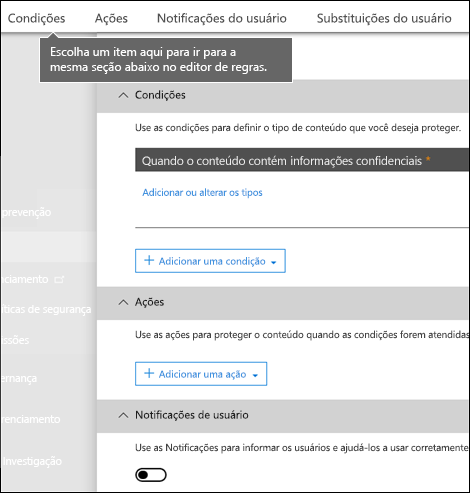 Condições Ações Notificações do usuário Substituições do usuário
Escolha um item aqui para ir para a
mesma seção abaixo no editor de regras.
Condições
Use as condições para definir o tipo de conteúdo que você deseja proteger.
Quando o conteúdo contém informações confidenciais *
Adicionar ou alterar os tipos
prevenção
+ Adicionar uma condição
nciamento
íticas de segurança
Ações
Use as ações para proteger o conteúdo quando as condições forem atendidas
ssões
+ Adicionar uma ação
ernança
Notificações de usuário
renciamento
Use as Notificações para informar os usuários e ajudá-los a usar corretamente
Investigação